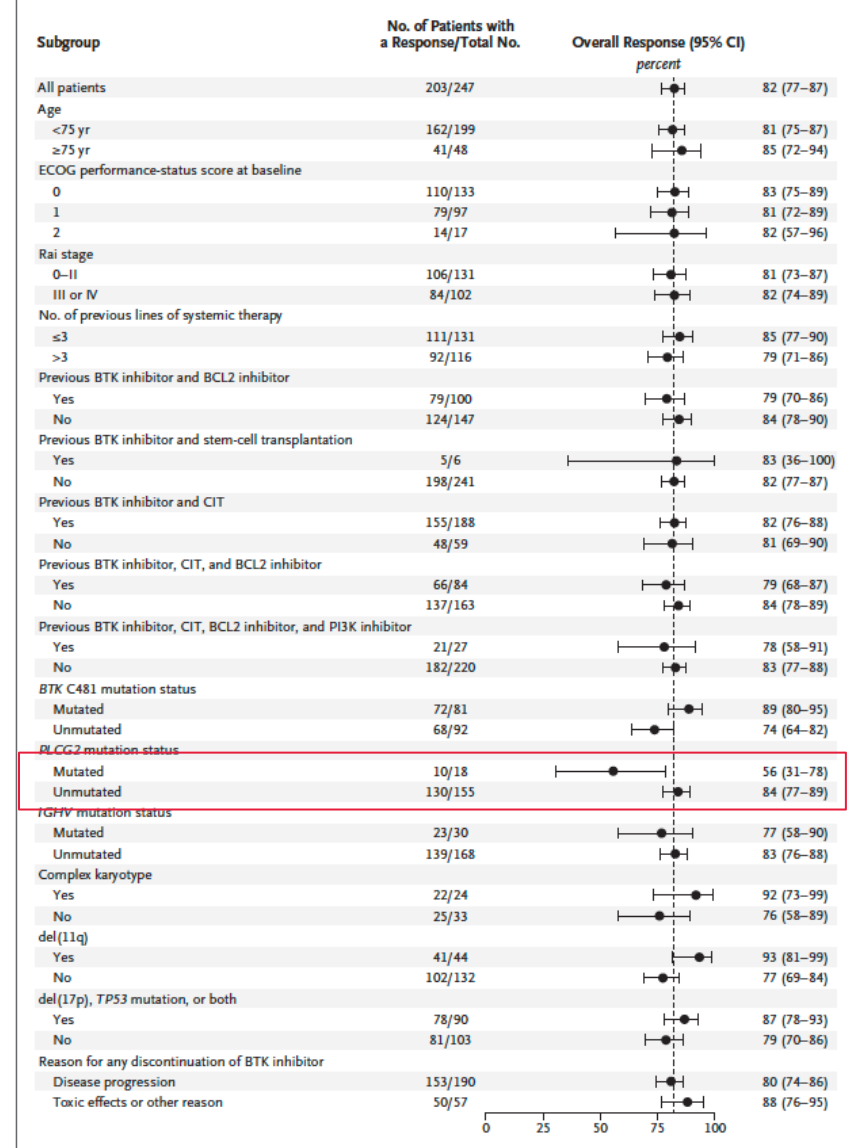 Subgroup No. of Patients with a Response/Total No. Overall Response (95% CI)
percent
All patients 203/247 82 (77–87)
Age
<75 yr 162/199 81 (75–87)
≥75 yr 41/48 85 (72–94)
ECOG performance-status score at baseline
0 110/133 83 (75–89)
1 79/97 81 (72–89)
2 14/17 82 (57–96)
Rai stage
0–II 106/131 81 (73–87)
III or IV 84/102 82 (74–89)
No. of previous lines of systemic therapy
≤3 111/131 85 (77–90)
>3 92/116 79 (71–86)
Previous BTK inhibitor and BCL2 inhibitor
Yes 79/100 79 (70–86)
No 124/147 84 (78–90)
Previous BTK inhibitor and stem-cell transplantation
Yes 5/6 83 (36–100)
No 198/241 82 (77–87)
Previous BTK inhibitor and CIT
Yes 155/188 82 (76–88)
No 48/59 81 (69–90)
Previous BTK inhibitor, CIT, and BCL2 inhibitor
Yes 66/84 79 (68–87)
No 137/163 84 (78–89)
Previous BTK inhibitor, CIT, BCL2 inhibitor, and PI3K inhibitor
Yes 21/27 78 (58–91)
No 182/220 83 (77–88)
BTK C481 mutation status
Mutated 72/81 89 (80–95)
Unmutated 68/92 74 (64–82)
PLCG2 mutation status
Mutated 10/18 56 (31–78)
Unmutated 130/155 84 (77–89)
IGHV mutation status
Mutated 23/30 77 (58–90)
Unmutated 139/168 83 (76–88)
Complex karyotype
Yes 22/24 92 (73–99)
No 25/33 76 (58–89)
del(11q)
Yes 41/44 93 (81–99)
No 102/132 77 (69–84)
del(17p), TP53 mutation, or both
Yes 78/90 87 (78–93)
No 81/103 79 (70–86)
Reason for any discontinuation of BTK inhibitor
Disease progression 153/190 80 (74–86)
Toxic effects or other reason 50/57 88 (76–95)
0 25 50 75 100